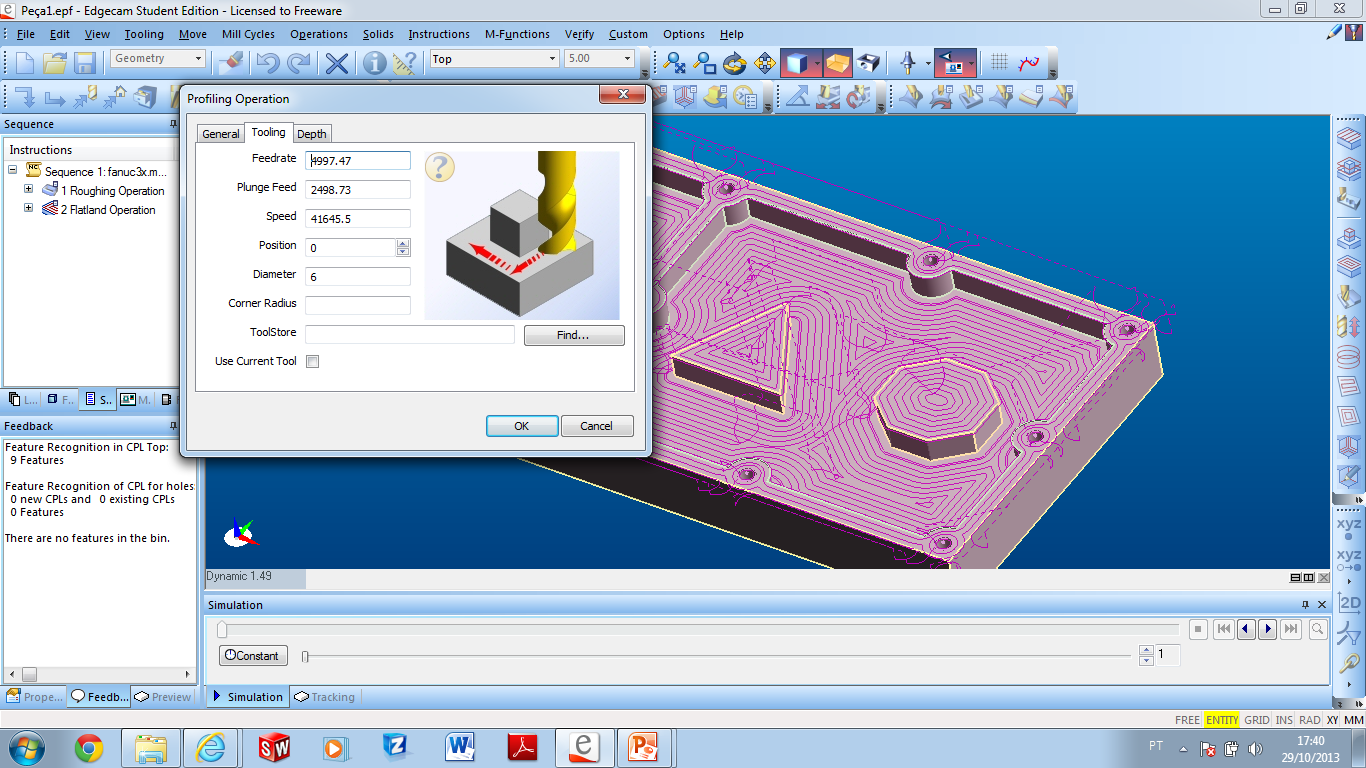 Peça1.epf - Edgecam Student Edition - Licensed to Freeware
File Edit View Tooling Move Mill Cycles Operations Solids Instructions M-Functions Verify Custom Options Help
Geometry Top 5.00
Profiling Operation
General Tooling Depth
Feedrate 4997.47
Plunge Feed 2498.73
Speed 41645.5
Position 0
Diameter 6
Corner Radius
ToolStore Find...
Use Current Tool
OK Cancel
Sequence
Instructions
Sequence 1: fanuc3x.m...
1 Roughing Operation
2 Flatland Operation
L... F.. S.. M.
Feedback
Feature Recognition in CPL Top:
9 Features
Feature Recognition of CPL for holes
0 new CPLs and 0 existing CPLs
0 Features
There are no features in the bin.
Prope... Feedb... Preview
Dynamic 1.49
Simulation
Constant 1
Simulation Tracking
xyz
xyz
2D
FREE ENTITY GRID INS RAD XY MM
PT 17:40
29/10/2013